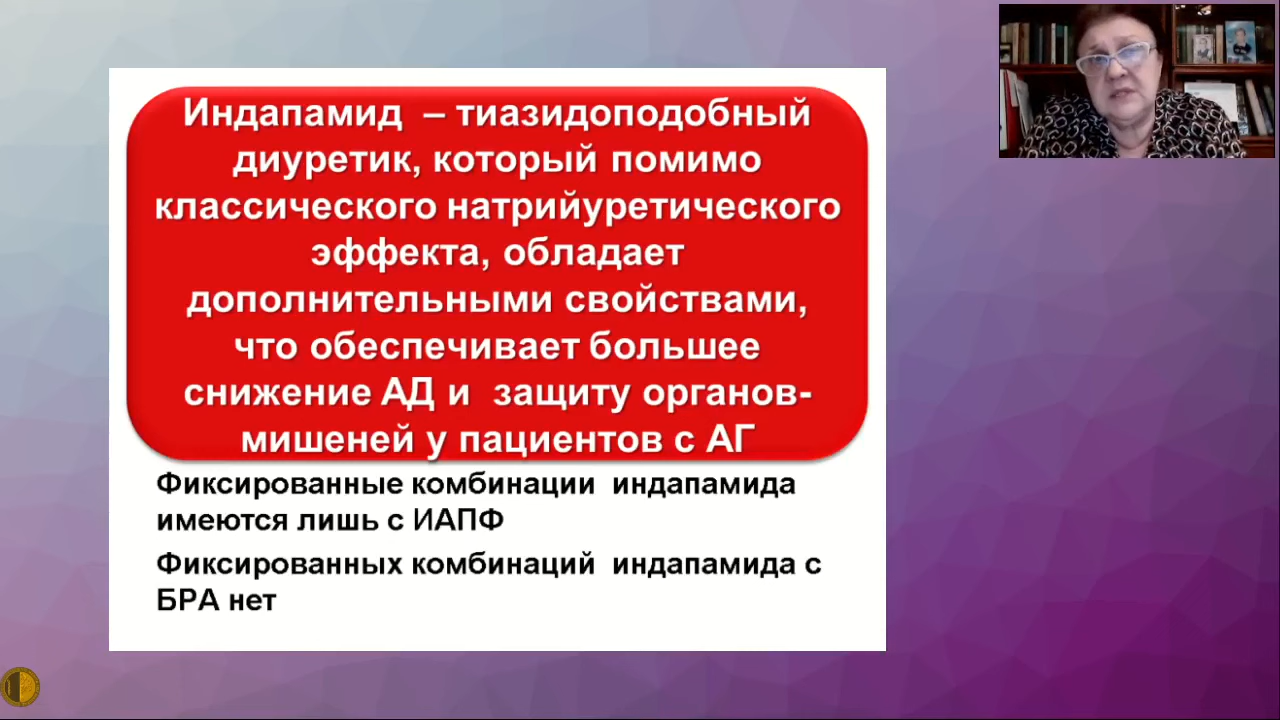 Индапамид – тиазидоподобный
диуретик, который помимо
классического натрийуретического
эффекта, обладает
дополнительными свойствами,
что обеспечивает большее
снижение АД и защиту органов-
мишеней у пациентов с АГ
Фиксированные комбинации индапамида
имеются лишь с ИАПФ
Фиксированных комбинаций индапамида с
БРА нет